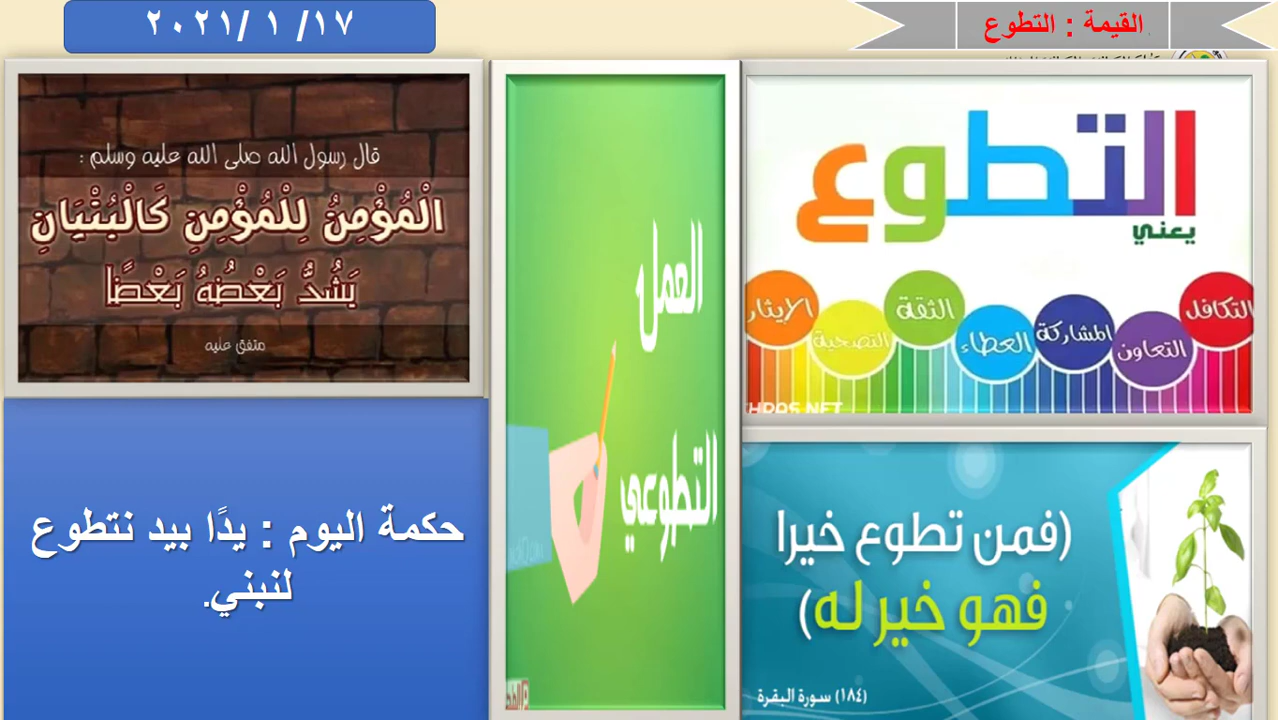 القيمة : التطوع
١٧/ ١ /٢٠٢١
التطوع
يعني
التكافل
التعاون
المشاركة
العطاء
الثقة
التضحية
الإيثار
(فمن تطوع خيرا
فهو خير له)
(١٨٤) سورة البقرة
العمل
التطوعي
قال رسول الله صلى الله عليه وسلم :
الْمُؤْمِنُ لِلْمُؤْمِنِ كَالْبُنْيَانِ
يَشُدُّ بَعْضُهُ بَعْضًا
متفق عليه
حكمة اليوم : يدًا بيد نتطوع
لنبني.